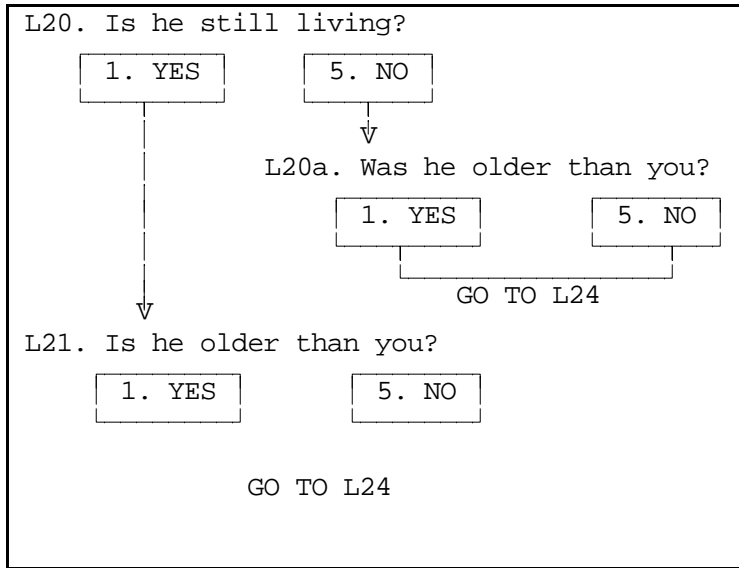 L20. Is he still living?
1. YES 5. NO
L20a. Was he older than you?
1. YES 5. NO
GO TO L24
L21. Is he older than you?
1. YES 5. NO
GO TO L24